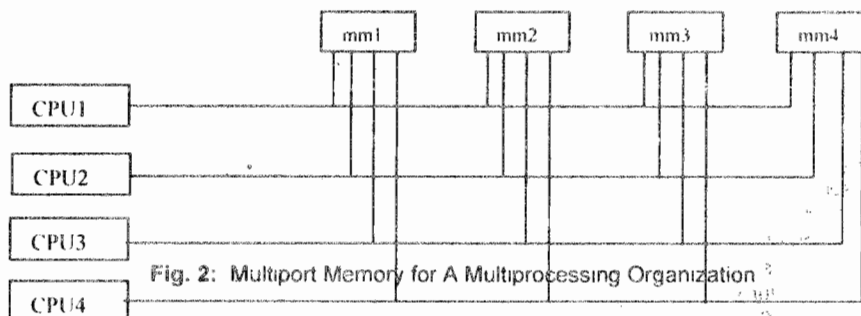 mm1 mm2 mm3 mm4
CPU1
CPU2
CPU3
Fig. 2: Multiport Memory for A Multiprocessing Organization
CPU4